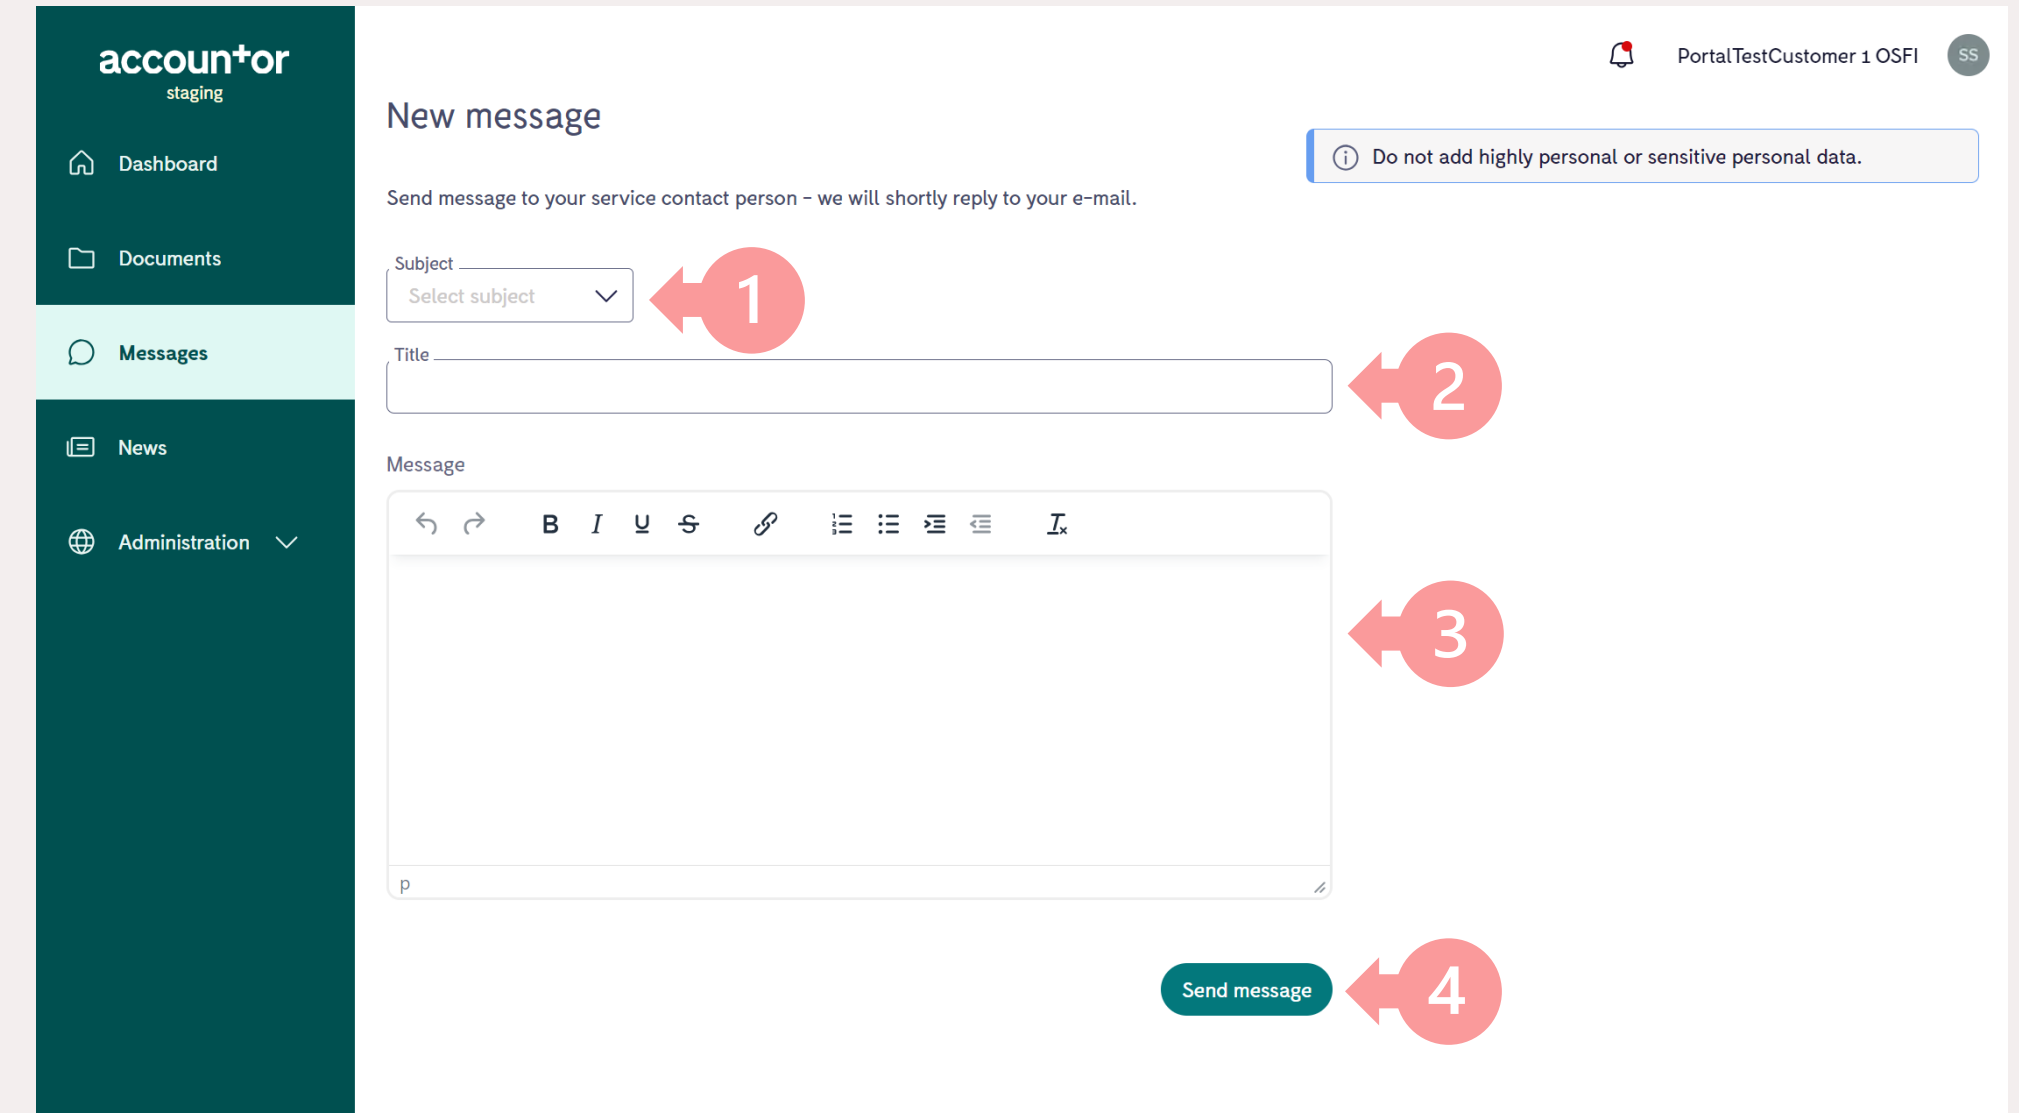 accountor
staging
Dashboard
Documents
Messages
News
Administration
PortalTestCustomer 1 OSFI
SS
New message
Do not add highly personal or sensitive personal data.
Send message to your service contact person - we will shortly reply to your e-mail.
Subject
Select subject
1
Title
2
Message
B I U S
3
p
Send message
4